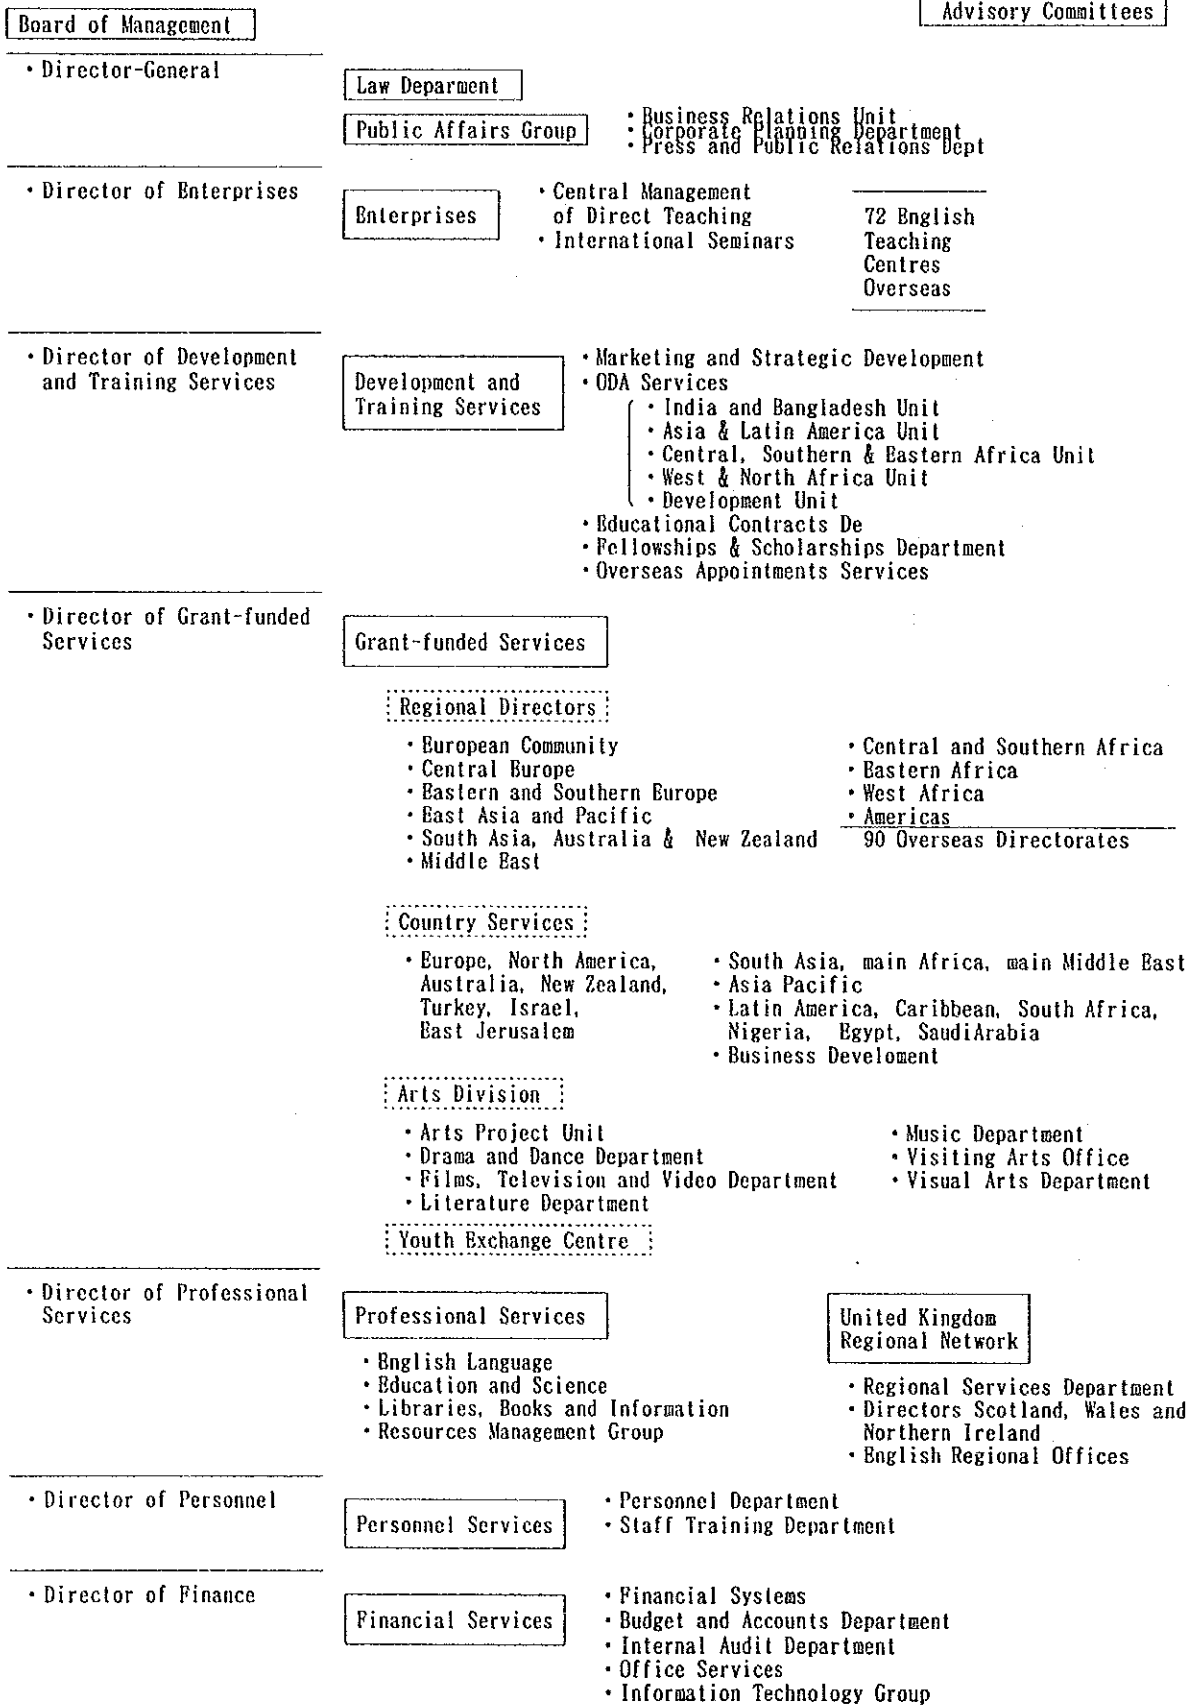 Advisory Committees
Board of Management
・Director-General
Law Deparment
Public Affairs Group
・Business Relations Unit
・Corporate Planning Department
・Press and Public Relations Dept
・Director of Enterprises
Enterprises
・Central Management
of Direct Teaching
・International Seminars
72 English
Teaching
Centres
Overseas
・Director of Development
and Training Services
Development and
Training Services
・Marketing and Strategic Development
・ODA Services
・India and Bangladesh Unit
・Asia & Latin America Unit
・Central, Southern & Eastern Africa Unit
・West & North Africa Unit
・Development Unit
・Educational Contracts De
・Fellowships & Scholarships Department
・Overseas Appointments Services
・Director of Grant-funded
Services
Grant-funded Services
Regional Directors
・European Community
・Central Europe
・Eastern and Southern Europe
・East Asia and Pacific
・South Asia, Australia & New Zealand
・Middle East
・Central and Southern Africa
・Eastern Africa
・West Africa
・Americas
90 Overseas Directorates
Country Services
・Europe, North America,
Australia, New Zealand,
Turkey, Israel,
East Jerusalem
・South Asia, main Africa, main Middle East
・Asia Pacific
・Latin America, Caribbean, South Africa,
Nigeria, Egypt, SaudiArabia
・Business Develoment
Arts Division
・Arts Project Unit
・Drama and Dance Department
・Films, Television and Video Department
・Literature Department
・Music Department
・Visiting Arts Office
・Visual Arts Department
Youth Exchange Centre
・Director of Professional
Services
Professional Services
・English Language
・Education and Science
・Libraries, Books and Information
・Resources Management Group
United Kingdom
Regional Network
・Regional Services Department
・Directors Scotland, Wales and
Northern Ireland
・English Regional Offices
・Director of Personnel
Personnel Services
・Personnel Department
・Staff Training Department
・Director of Finance
Financial Services
・Financial Systems
・Budget and Accounts Department
・Internal Audit Department
・Office Services
・Information Technology Group